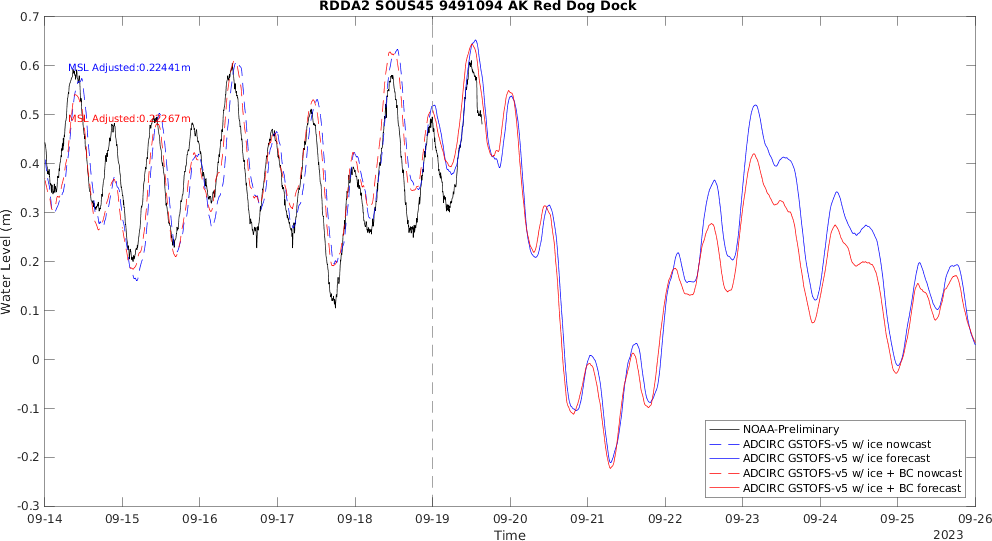 RDDA2 SOUS45 9491094 AK Red Dog Dock
0.7
0.6
0.5
0.4
0.3
0.2
0.1
0
-0.1
-0.2
-0.3
Water Level (m)
MSL Adjusted:0.22441m
MSL Adjusted:0.22267m
NOAA-Preliminary
ADCIRC GSTOFS-v5 w/ ice nowcast
ADCIRC GSTOFS-v5 w/ ice forecast
ADCIRC GSTOFS-v5 w/ ice + BC nowcast
ADCIRC GSTOFS-v5 w/ ice + BC forecast
09-14 09-15 09-16 09-17 09-18 09-19 09-20 09-21 09-22 09-23 09-24 09-25 09-26
Time
2023